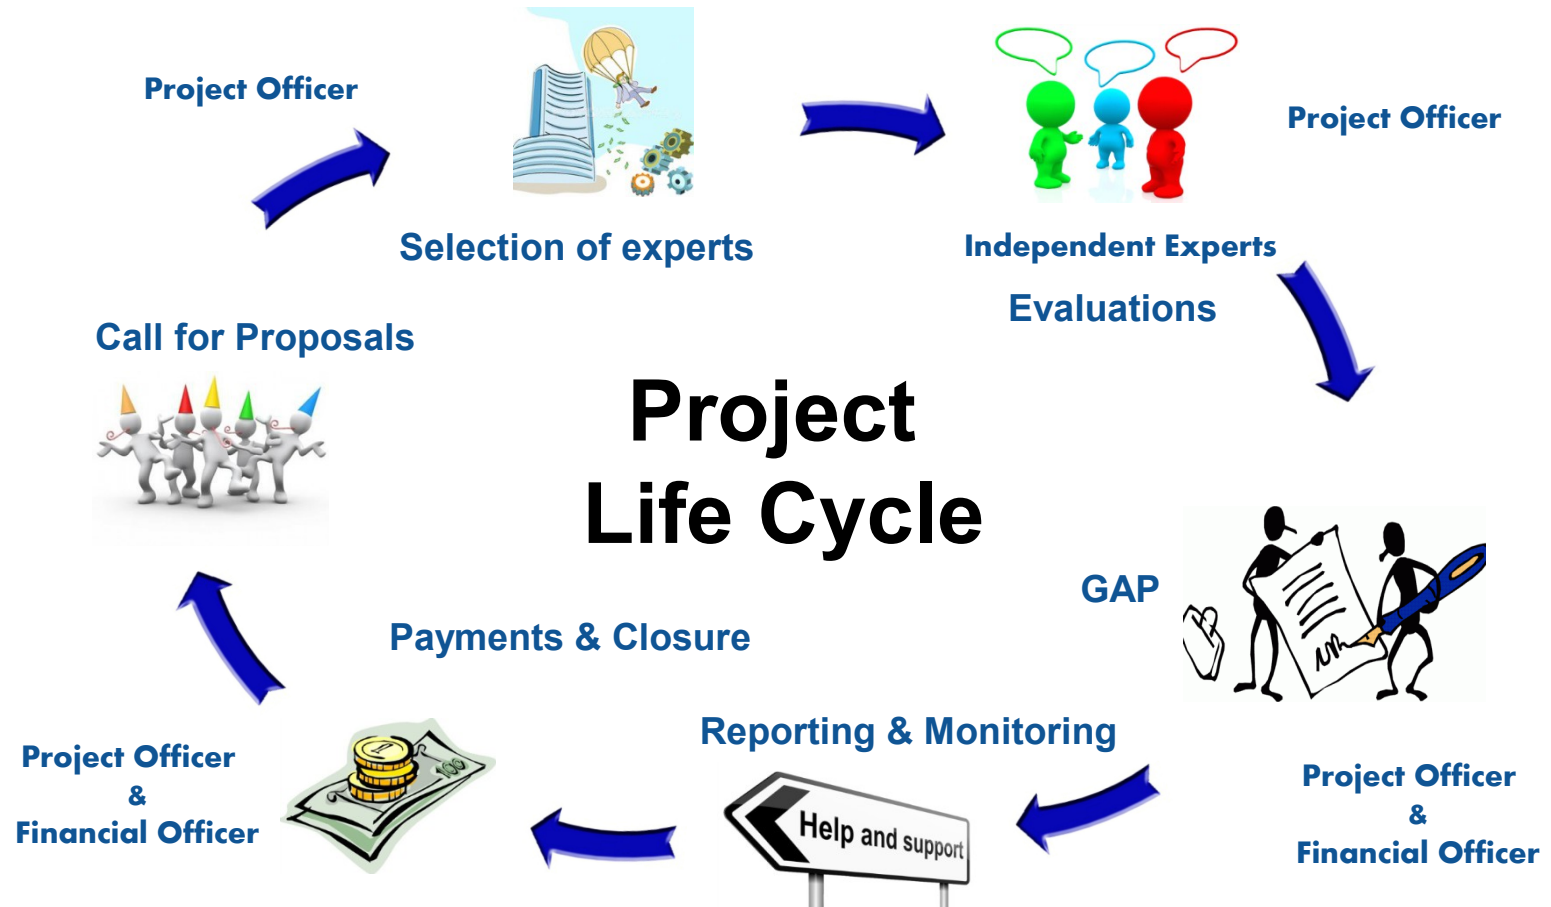 Project Officer
Selection of experts
Project Officer
Independent Experts
Evaluations
Call for Proposals
Project
Life Cycle
GAP
Payments & Closure
Reporting & Monitoring
Help and support
Project Officer
&
Financial Officer
Project Officer
&
Financial Officer
100